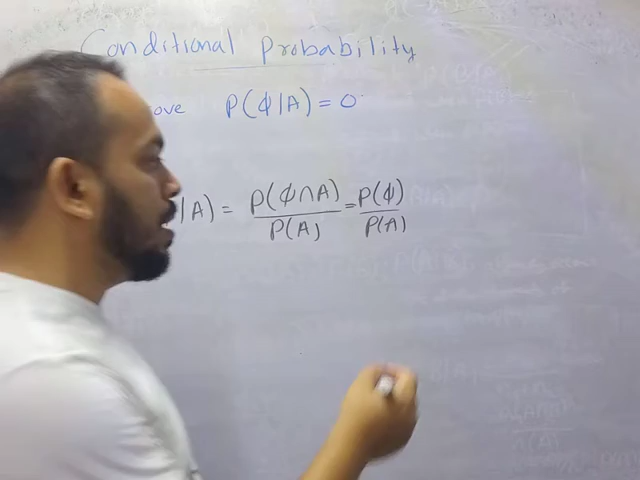 Conditional Probability
ove P(ϕ|A) = 0
|A) = P(ϕ∩A)/P(A) = P(ϕ)/P(A)